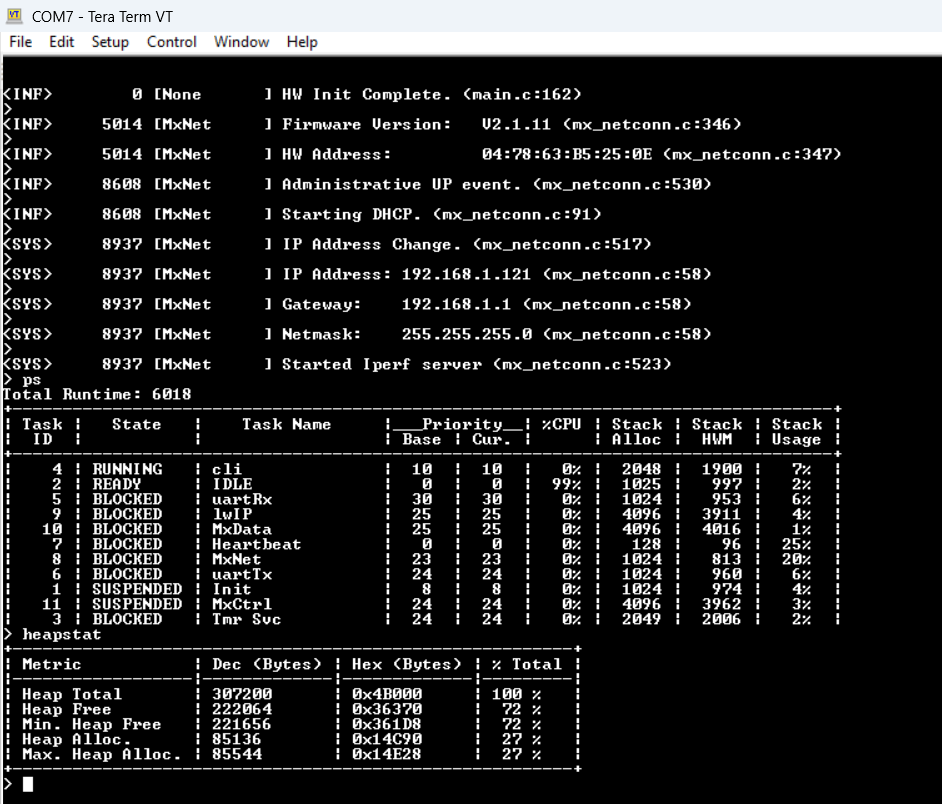 COM7 - Tera Term VT
File Edit Setup Control Window Help
<INF> 0 [None ] HW Init Complete. (main.c:162)
>
<INF> 5014 [MxNet ] Firmware Version: V2.1.11 (mx_netconn.c:346)
>
<INF> 5014 [MxNet ] HW Address: 04:78:63:B5:25:0E (mx_netconn.c:347)
>
<INF> 8608 [MxNet ] Administrative UP event. (mx_netconn.c:530)
>
<INF> 8608 [MxNet ] Starting DHCP. (mx_netconn.c:91)
>
<SYS> 8937 [MxNet ] IP Address Change. (mx_netconn.c:517)
>
<SYS> 8937 [MxNet ] IP Address: 192.168.1.121 (mx_netconn.c:58)
>
<SYS> 8937 [MxNet ] Gateway: 192.168.1.1 (mx_netconn.c:58)
>
<SYS> 8937 [MxNet ] Netmask: 255.255.255.0 (mx_netconn.c:58)
>
<SYS> 8937 [MxNet ] Started Iperf server (mx_netconn.c:523)
> ps
Total Runtime: 6018
+-----------------------------------------------------------------------------------+
| Task | State | Task Name |___Priority__| %CPU | Stack | Stack | Stack |
| ID | | | Base | Cur. | | Alloc | HWM | Usage |
+-----------------------------------------------------------------------------------+
| 4 | RUNNING | cli | 10 | 10 | 0% | 2048 | 1900 | 7% |
| 2 | READY | IDLE | 0 | 0 | 99% | 1025 | 997 | 2% |
| 5 | BLOCKED | uartRx | 30 | 30 | 0% | 1024 | 953 | 6% |
| 9 | BLOCKED | lwIP | 25 | 25 | 0% | 4096 | 3911 | 4% |
| 10 | BLOCKED | MxData | 25 | 25 | 0% | 4096 | 4016 | 1% |
| 7 | BLOCKED | Heartbeat | 0 | 0 | 0% | 128 | 96 | 25% |
| 8 | BLOCKED | MxNet | 23 | 23 | 0% | 1024 | 813 | 20% |
| 6 | BLOCKED | uartTx | 24 | 24 | 0% | 1024 | 960 | 6% |
| 1 | SUSPENDED | Init | 8 | 8 | 0% | 1024 | 974 | 4% |
| 11 | SUSPENDED | MxCtrl | 24 | 24 | 0% | 4096 | 3962 | 3% |
| 3 | BLOCKED | Tmr Svc | 24 | 24 | 0% | 2049 | 2006 | 2% |
> heapstat
+--------------------------------------------------------+
| Metric | Dec (Bytes) | Hex (Bytes) | % Total |
|------------------|-------------|-------------|---------|
| Heap Total | 307200 | 0x4B000 | 100 % |
| Heap Free | 222064 | 0x36370 | 72 % |
| Min. Heap Free | 221656 | 0x361D8 | 72 % |
| Heap Alloc. | 85136 | 0x14C90 | 27 % |
| Max. Heap Alloc. | 85544 | 0x14E28 | 27 % |
+--------------------------------------------------------+
>